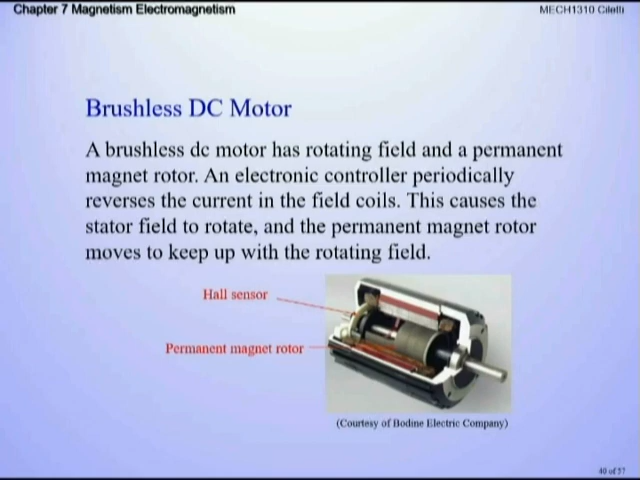 Chapter 7 Magnetism Electromagnetism
MECH1310 Ciletti
Brushless DC Motor
A brushless dc motor has rotating field and a permanent
magnet rotor. An electronic controller periodically
reverses the current in the field coils. This causes the
stator field to rotate, and the permanent magnet rotor
moves to keep up with the rotating field.
Hall sensor
Permanent magnet rotor
(Courtesy of Bodine Electric Company)